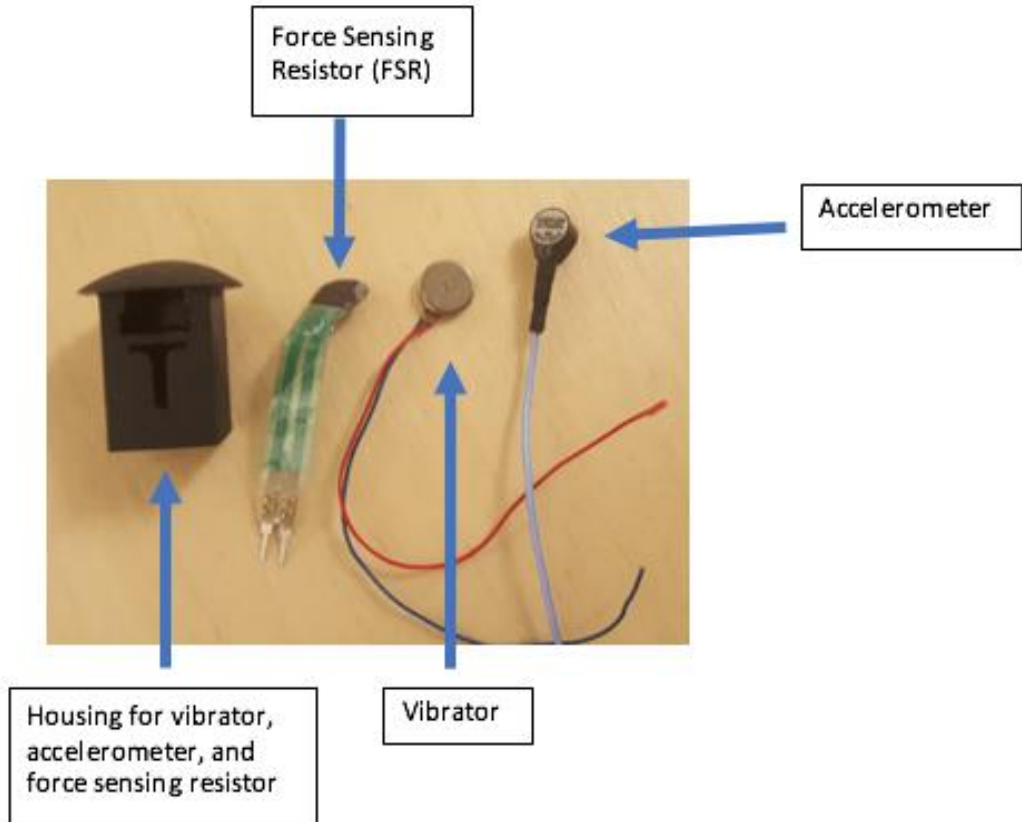 Force Sensing
Resistor (FSR)
Accelerometer
Housing for vibrator,
accelerometer, and
force sensing resistor
Vibrator